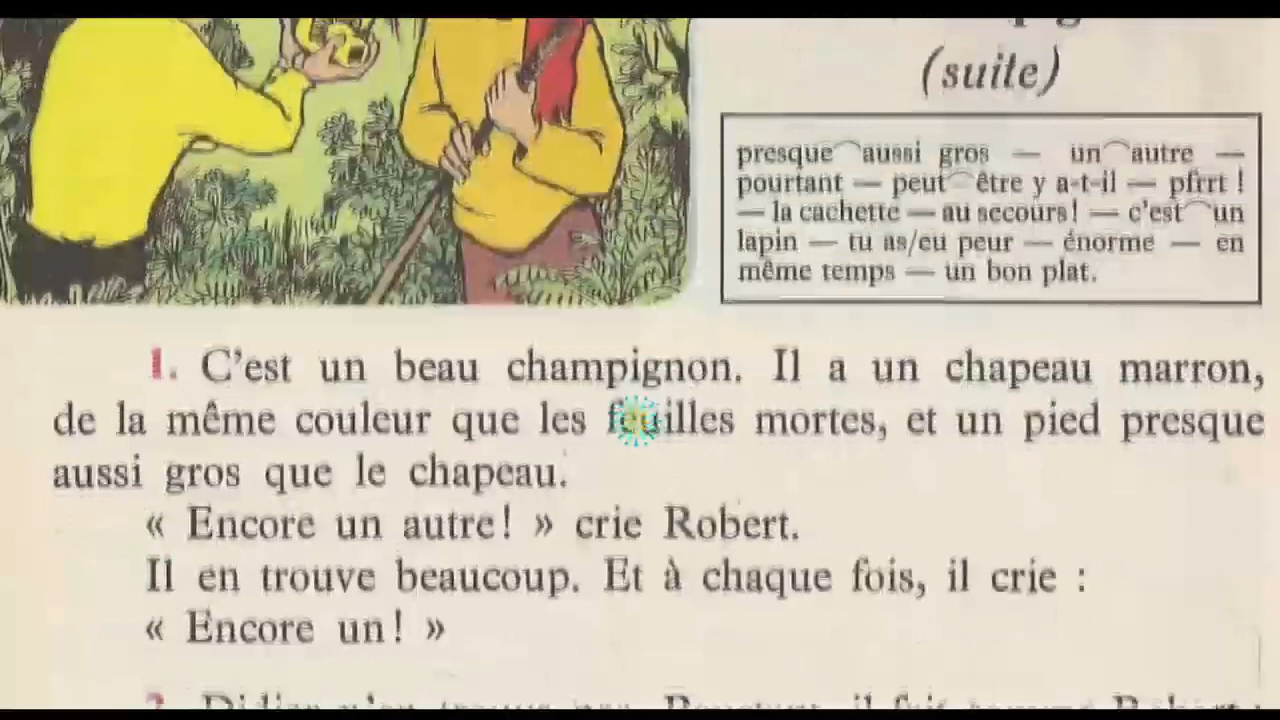 (suite)
presque aussi gros — un autre —
pourtant — peut être y a-t-il — pfrrt !
— la cachette — au secours! — c'est un
lapin — tu as/eu peur — énorme — en
même temps — un bon plat.
1. C'est un beau champignon. Il a un chapeau marron,
de la même couleur que les feuilles mortes, et un pied presque
aussi gros que le chapeau.
« Encore un autre! » crie Robert.
Il en trouve beaucoup. Et à chaque fois, il crie :
« Encore un! »